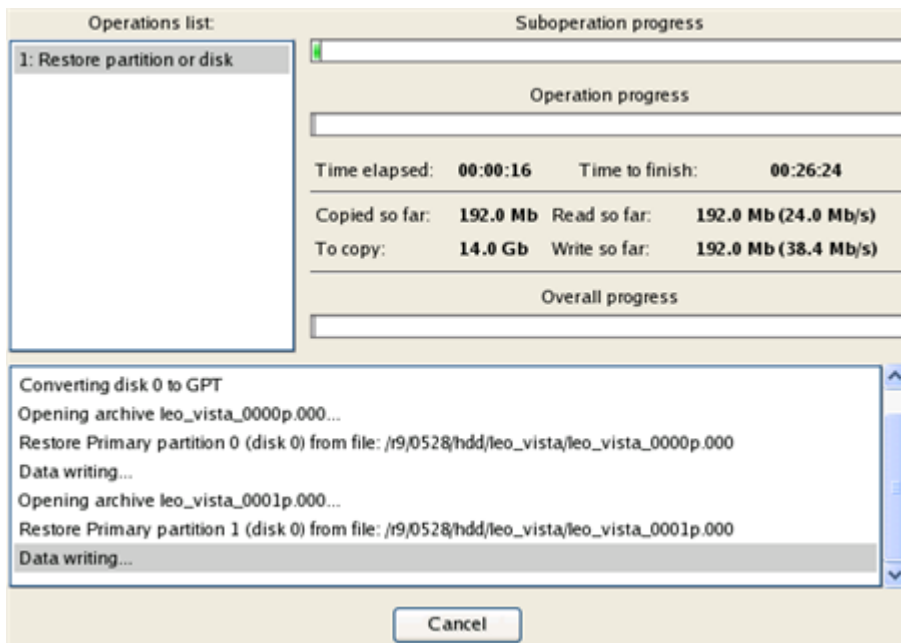 Operations list:
1: Restore partition or disk
Suboperation progress
Operation progress
Time elapsed: 00:00:16 Time to finish: 00:26:24
Copied so far: 192.0 Mb Read so far: 192.0 Mb (24.0 Mb/s)
To copy: 14.0 Gb Write so far: 192.0 Mb (38.4 Mb/s)
Overall progress
Converting disk 0 to GPT
Opening archive leo_vista_0000p.000...
Restore Primary partition 0 (disk 0) from file: /r9/0528/hdd/leo_vista/leo_vista_0000p.000
Data writing...
Opening archive leo_vista_0001p.000...
Restore Primary partition 1 (disk 0) from file: /r9/0528/hdd/leo_vista/leo_vista_0001p.000
Data writing...
Cancel